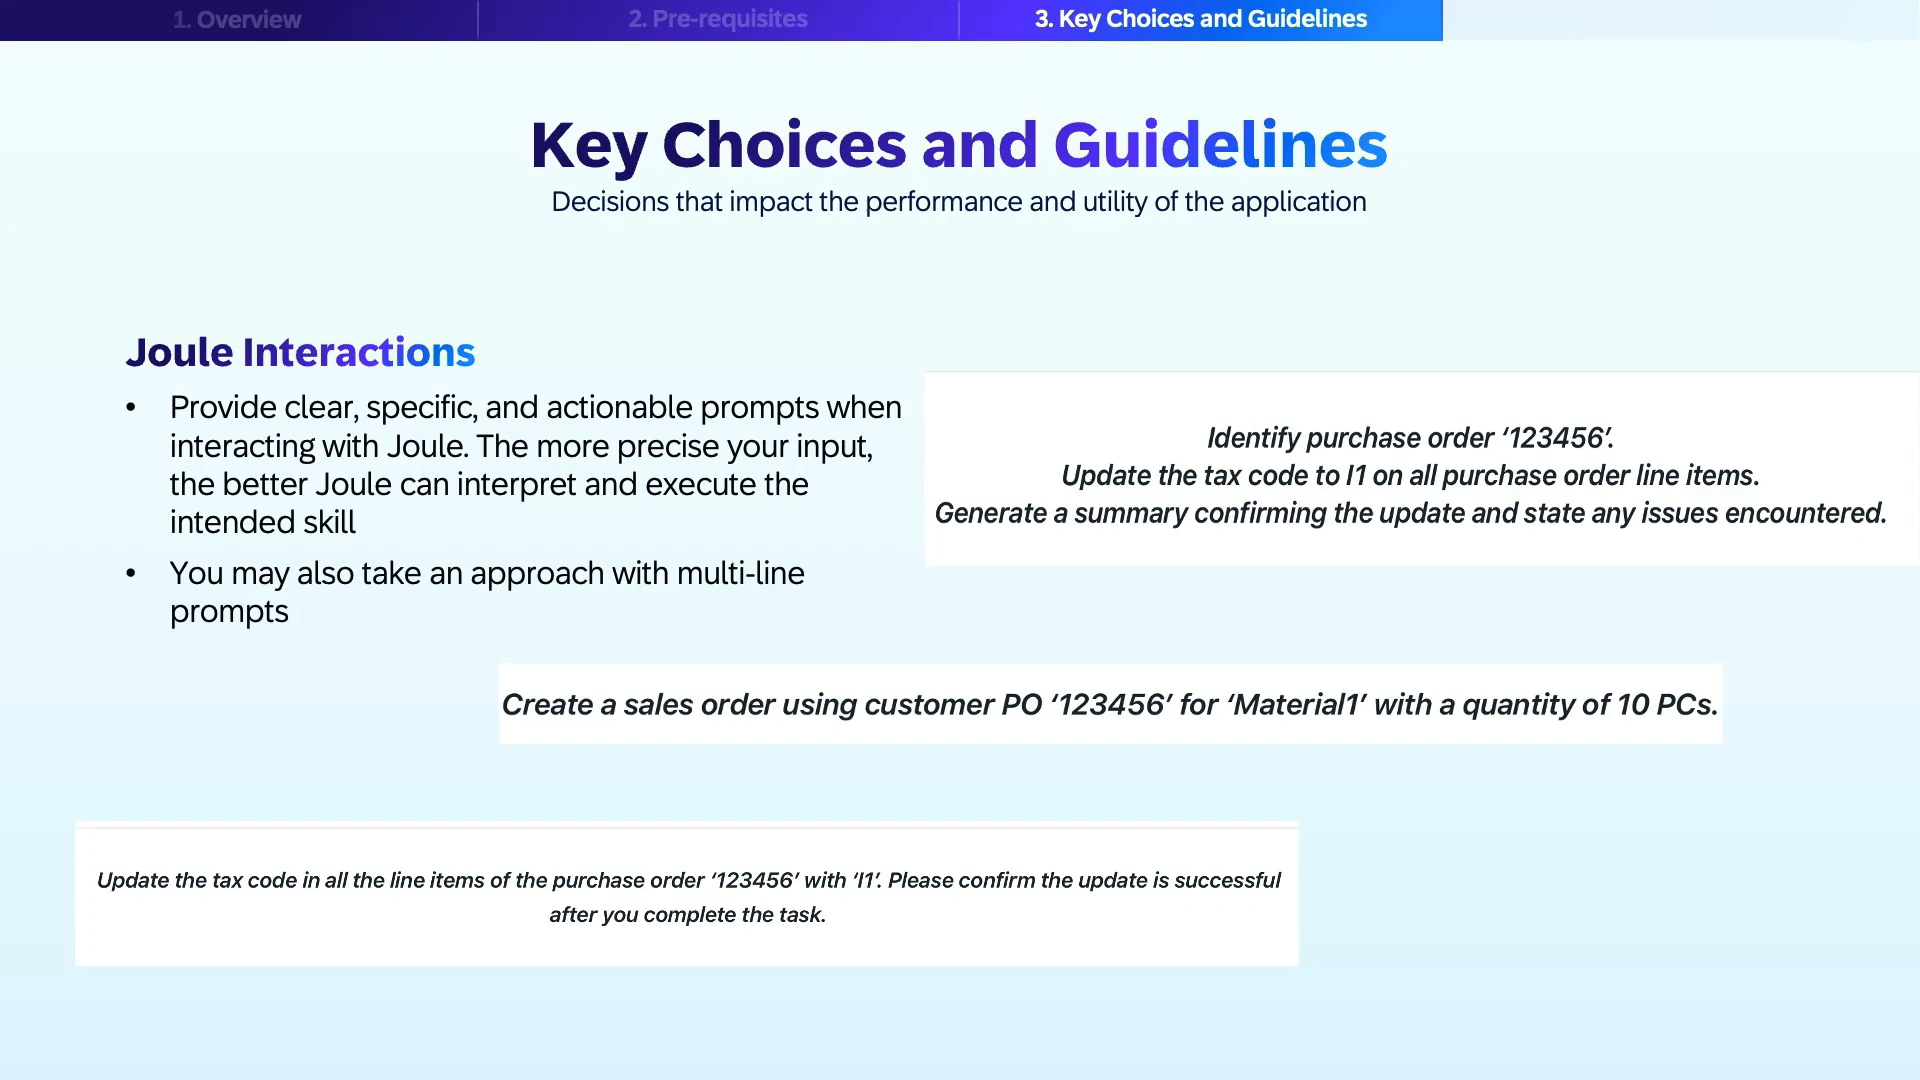 1. Overview
2. Pre-requisites
3. Key Choices and Guidelines
Key Choices and Guidelines
Decisions that impact the performance and utility of the application
Joule Interactions
• Provide clear, specific, and actionable prompts when
interacting with Joule. The more precise your input,
the better Joule can interpret and execute the
intended skill
• You may also take an approach with multi-line
prompts
Identify purchase order ‘123456’.
Update the tax code to I1 on all purchase order line items.
Generate a summary confirming the update and state any issues encountered.
Create a sales order using customer PO ‘123456’ for ‘Material1’ with a quantity of 10 PCs.
Update the tax code in all the line items of the purchase order ‘123456’ with ‘I1’. Please confirm the update is successful
after you complete the task.